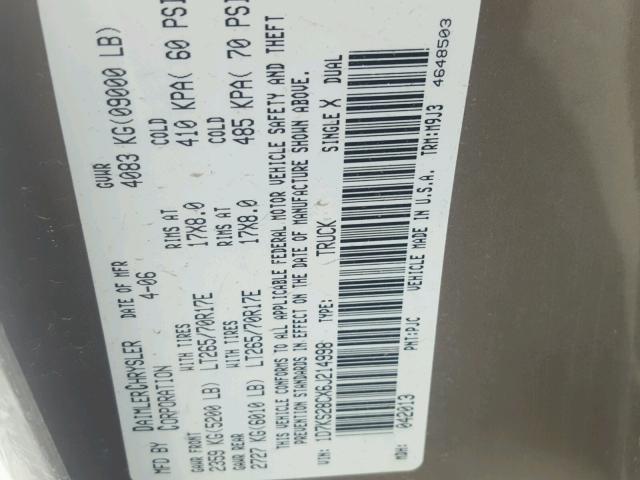 MFD BY DAIMLERCHRYSLER CORPORATION DATE OF MFR 4-06 GVWR 4083 KG(09000 LB)
GAWR FRONT WITH TIRES RIMS AT COLD
2359 KG(5200 LB) LT265/70R17E 17X8.0 410 KPA( 60 PSI
GAWR REAR WITH TIRES RIMS AT COLD
2727 KG(6010 LB) LT265/70R17E 17X8.0 485 KPA( 70 PSI
THIS VEHICLE CONFORMS TO ALL APPLICABLE FEDERAL MOTOR VEHICLE SAFETY AND THEFT
PREVENTION STANDARDS IN EFFECT ON THE DATE OF MANUFACTURE SHOWN ABOVE.
VIN: 1D7KS28CX6J214998 TYPE: TRUCK SINGLE X DUAL
MDH: 042013 PNT:PJC VEHICLE MADE IN U.S.A. TRM:M9J3 4648503